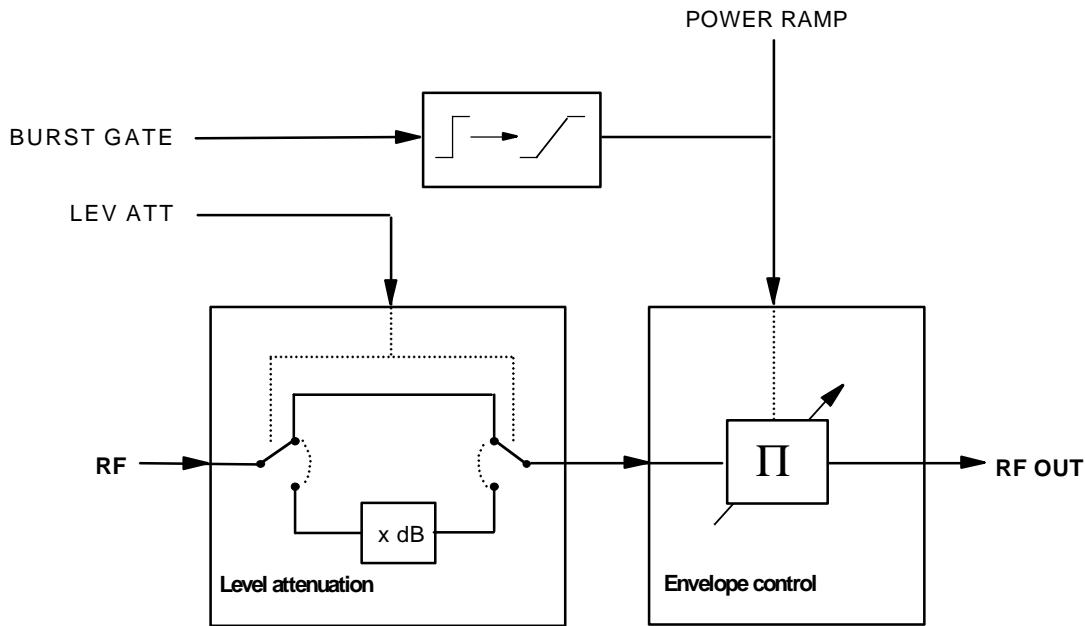 POWER RAMP
BURST GATE
LEV ATT
RF
Π
RF OUT
x dB
Level attenuation
Envelope control